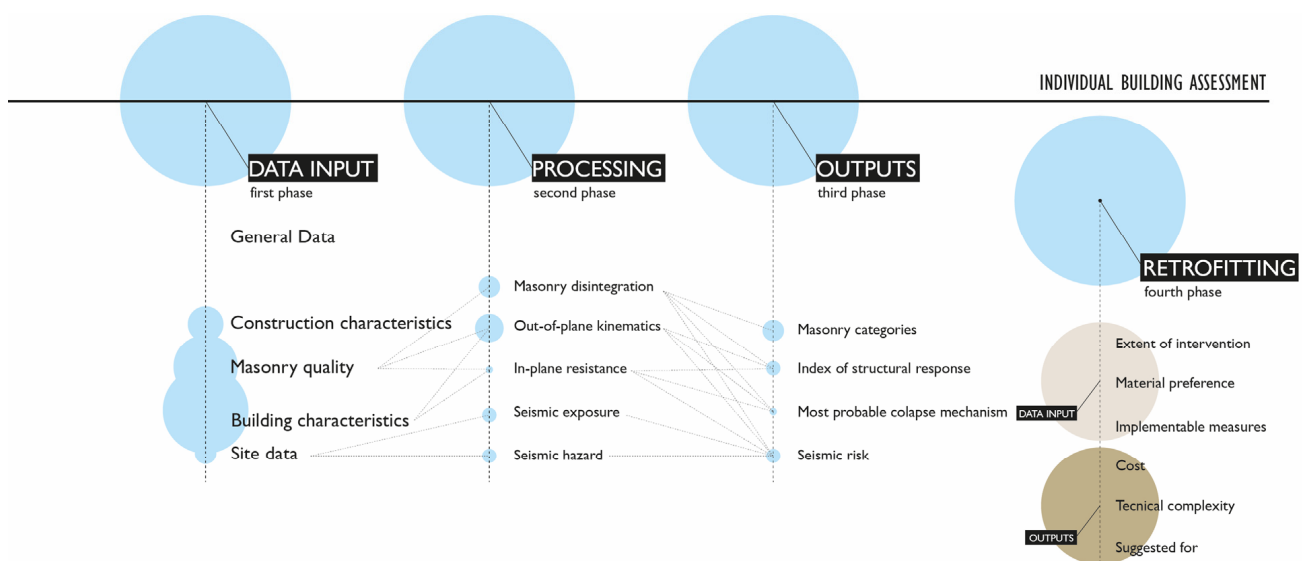 INDIVIDUAL BUILDING ASSESSMENT
DATA INPUT
first phase
General Data
Construction characteristics
Masonry quality
Building characteristics
Site data
PROCESSING
second phase
Masonry disintegration
Out-of-plane kinematics
In-plane resistance
Seismic exposure
Seismic hazard
OUTPUTS
third phase
Masonry categories
Index of structural response
Most probable colapse mechanism
Seismic risk
RETROFITTING
fourth phase
Extent of intervention
Material preference
DATA INPUT
Implementable measures
Cost
Tecnical complexity
OUTPUTS
Suggested for